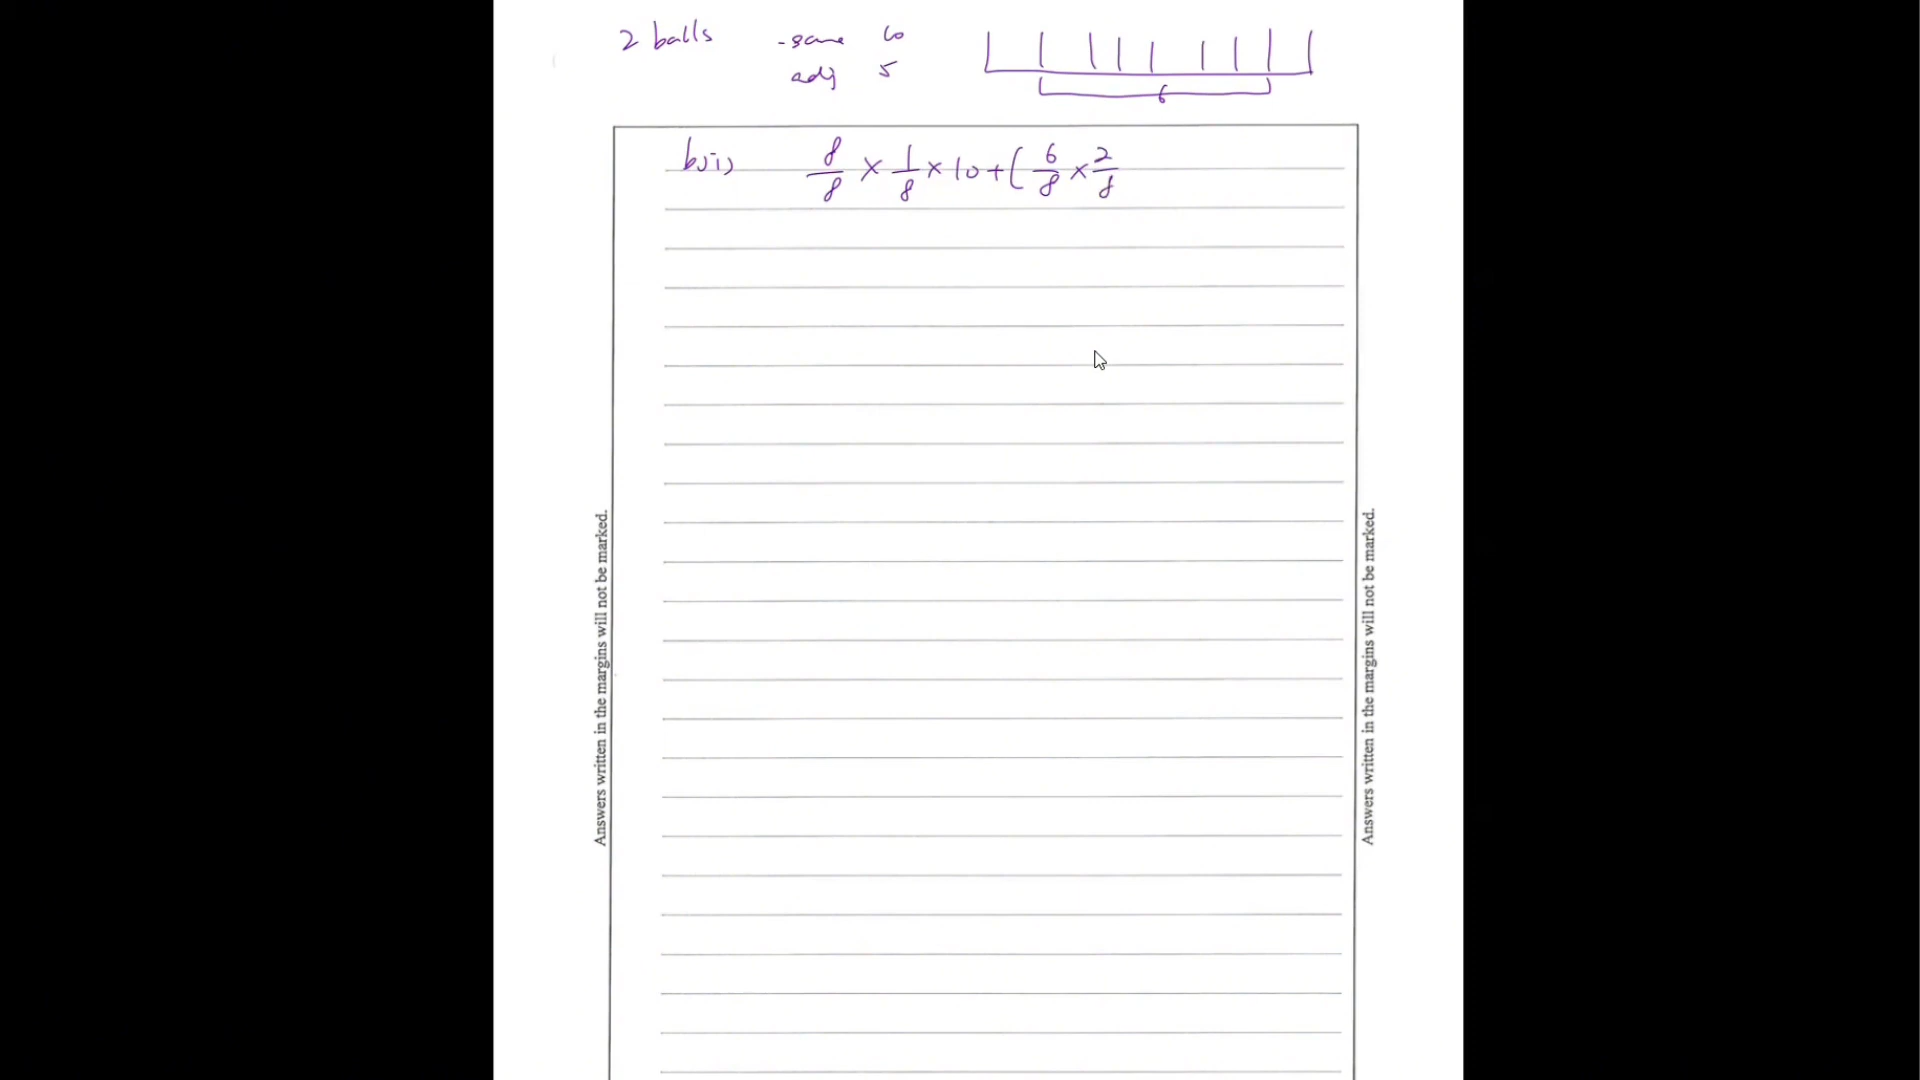 2 balls - same 10
adj 5
6
b)i) 8/8 × 1/8 × 10 + ( 6/8 × 2/8
Answers written in the margins will not be marked.
Answers written in the margins will not be marked.